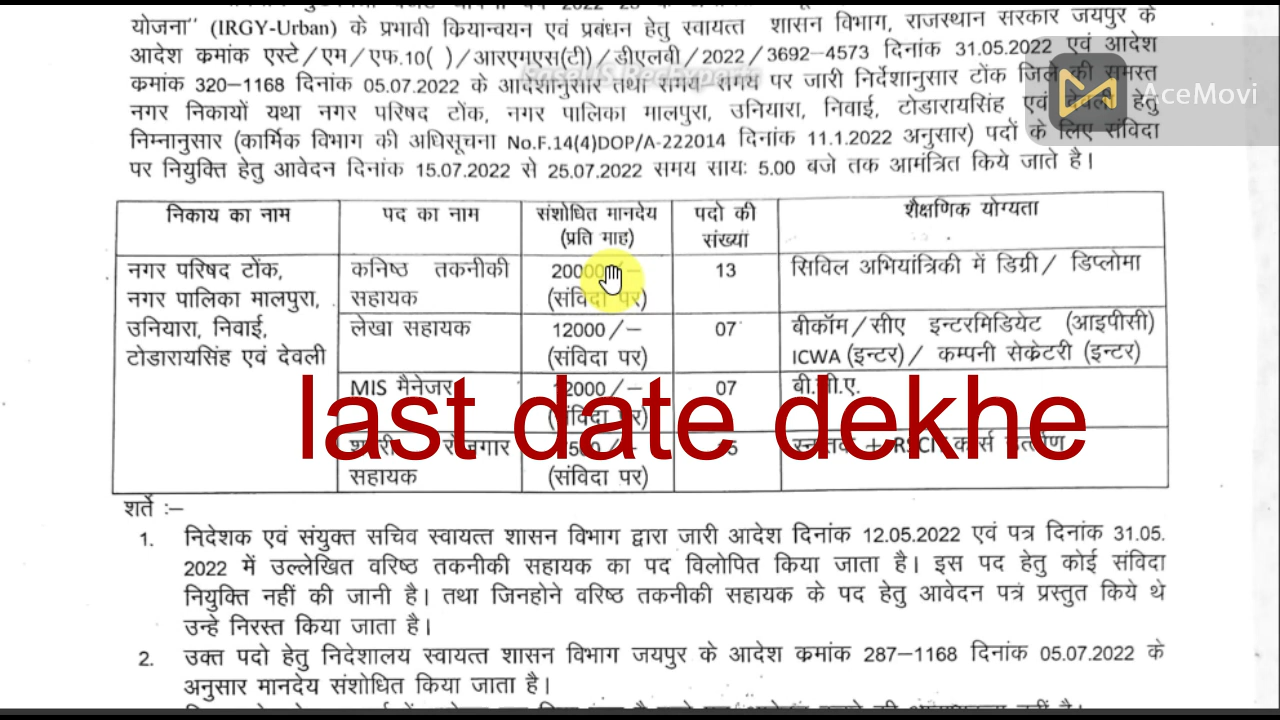 योजना" (IRGY-Urban) के प्रभावी क्रियान्वयन एवं प्रबंधन हेतु स्वायत्त शासन विभाग, राजस्थान सरकार जयपुर के
आदेश क्रमांक एस्टे/एम/एफ.10( )/आरएमएस(टी)/डीएलबी/2022/3692–4573 दिनांक 31.05.2022 एवं आदेश
क्रमांक 320–1168 दिनांक 05.07.2022 के आदेशानुसार तथा समय–समय पर जारी निर्देशानुसार टोंक जिले की समस्त
नगर निकायों यथा नगर परिषद टोंक, नगर पालिका मालपुरा, उनियारा, निवाई, टोडारायसिंह एवं देवली हेतु
निम्नानुसार (कार्मिक विभाग की अधिसूचना No.F.14(4)DOP/A-222014 दिनांक 11.1.2022 अनुसार) पदों के लिए संविदा
पर नियुक्ति हेतु आवेदन दिनांक 15.07.2022 से 25.07.2022 समय सायः 5.00 बजे तक आमंत्रित किये जाते है।
AceMovi
निकाय का नाम
पद का नाम
संशोधित मानदेय
(प्रति माह)
पदो की
संख्या
शैक्षणिक योग्यता
नगर परिषद टोंक,
नगर पालिका मालपुरा,
उनियारा, निवाई,
टोडारायसिंह एवं देवली
कनिष्ठ तकनीकी
सहायक
20000/–
(संविदा पर)
13
सिविल अभियांत्रिकी में डिग्री/ डिप्लोमा
लेखा सहायक
12000/–
(संविदा पर)
07
बीकॉम/सीए इन्टरमिडियेट (आइपीसी)
ICWA (इन्टर)/ कम्पनी सेक्रेटरी (इन्टर)
MIS मैनेजर
07
last date dekhe
सहायक
(संविदा पर)
शर्ते :–
1. निदेशक एवं संयुक्त सचिव स्वायत्त शासन विभाग द्वारा जारी आदेश दिनांक 12.05.2022 एवं पत्र दिनांक 31.05.
2022 में उल्लेखित वरिष्ठ तकनीकी सहायक का पद विलोपित किया जाता है। इस पद हेतु कोई संविदा
नियुक्ति नहीं की जानी है। तथा जिनहोने वरिष्ठ तकनीकी सहायक के पद हेतु आवेदन पत्रं प्रस्तुत किये थे
उन्हे निरस्त किया जाता है।
2. उक्त पदो हेतु निदेशालय स्वायत्त शासन विभाग जयपुर के आदेश क्रमांक 287–1168 दिनांक 05.07.2022 के
अनुसार मानदेय संशोधित किया जाता है।